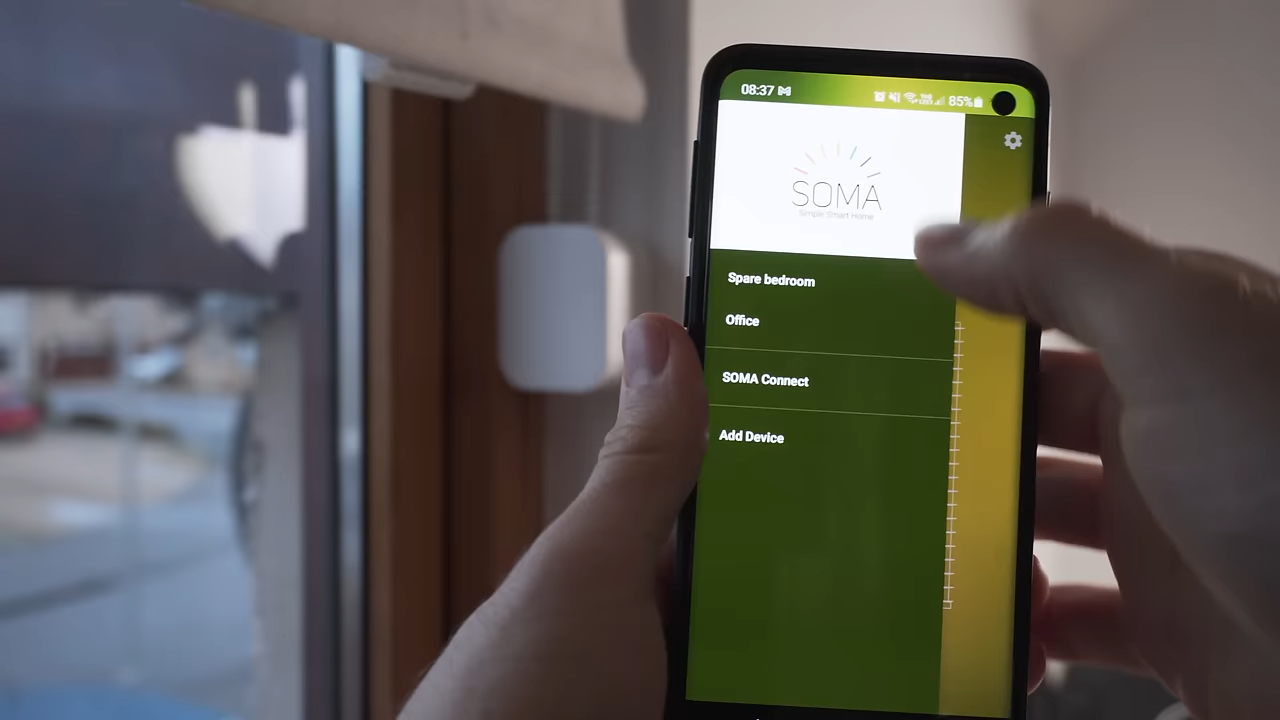 08:37
85%
SOMA
Simple Smart Home
Spare bedroom
Office
SOMA Connect
Add Device